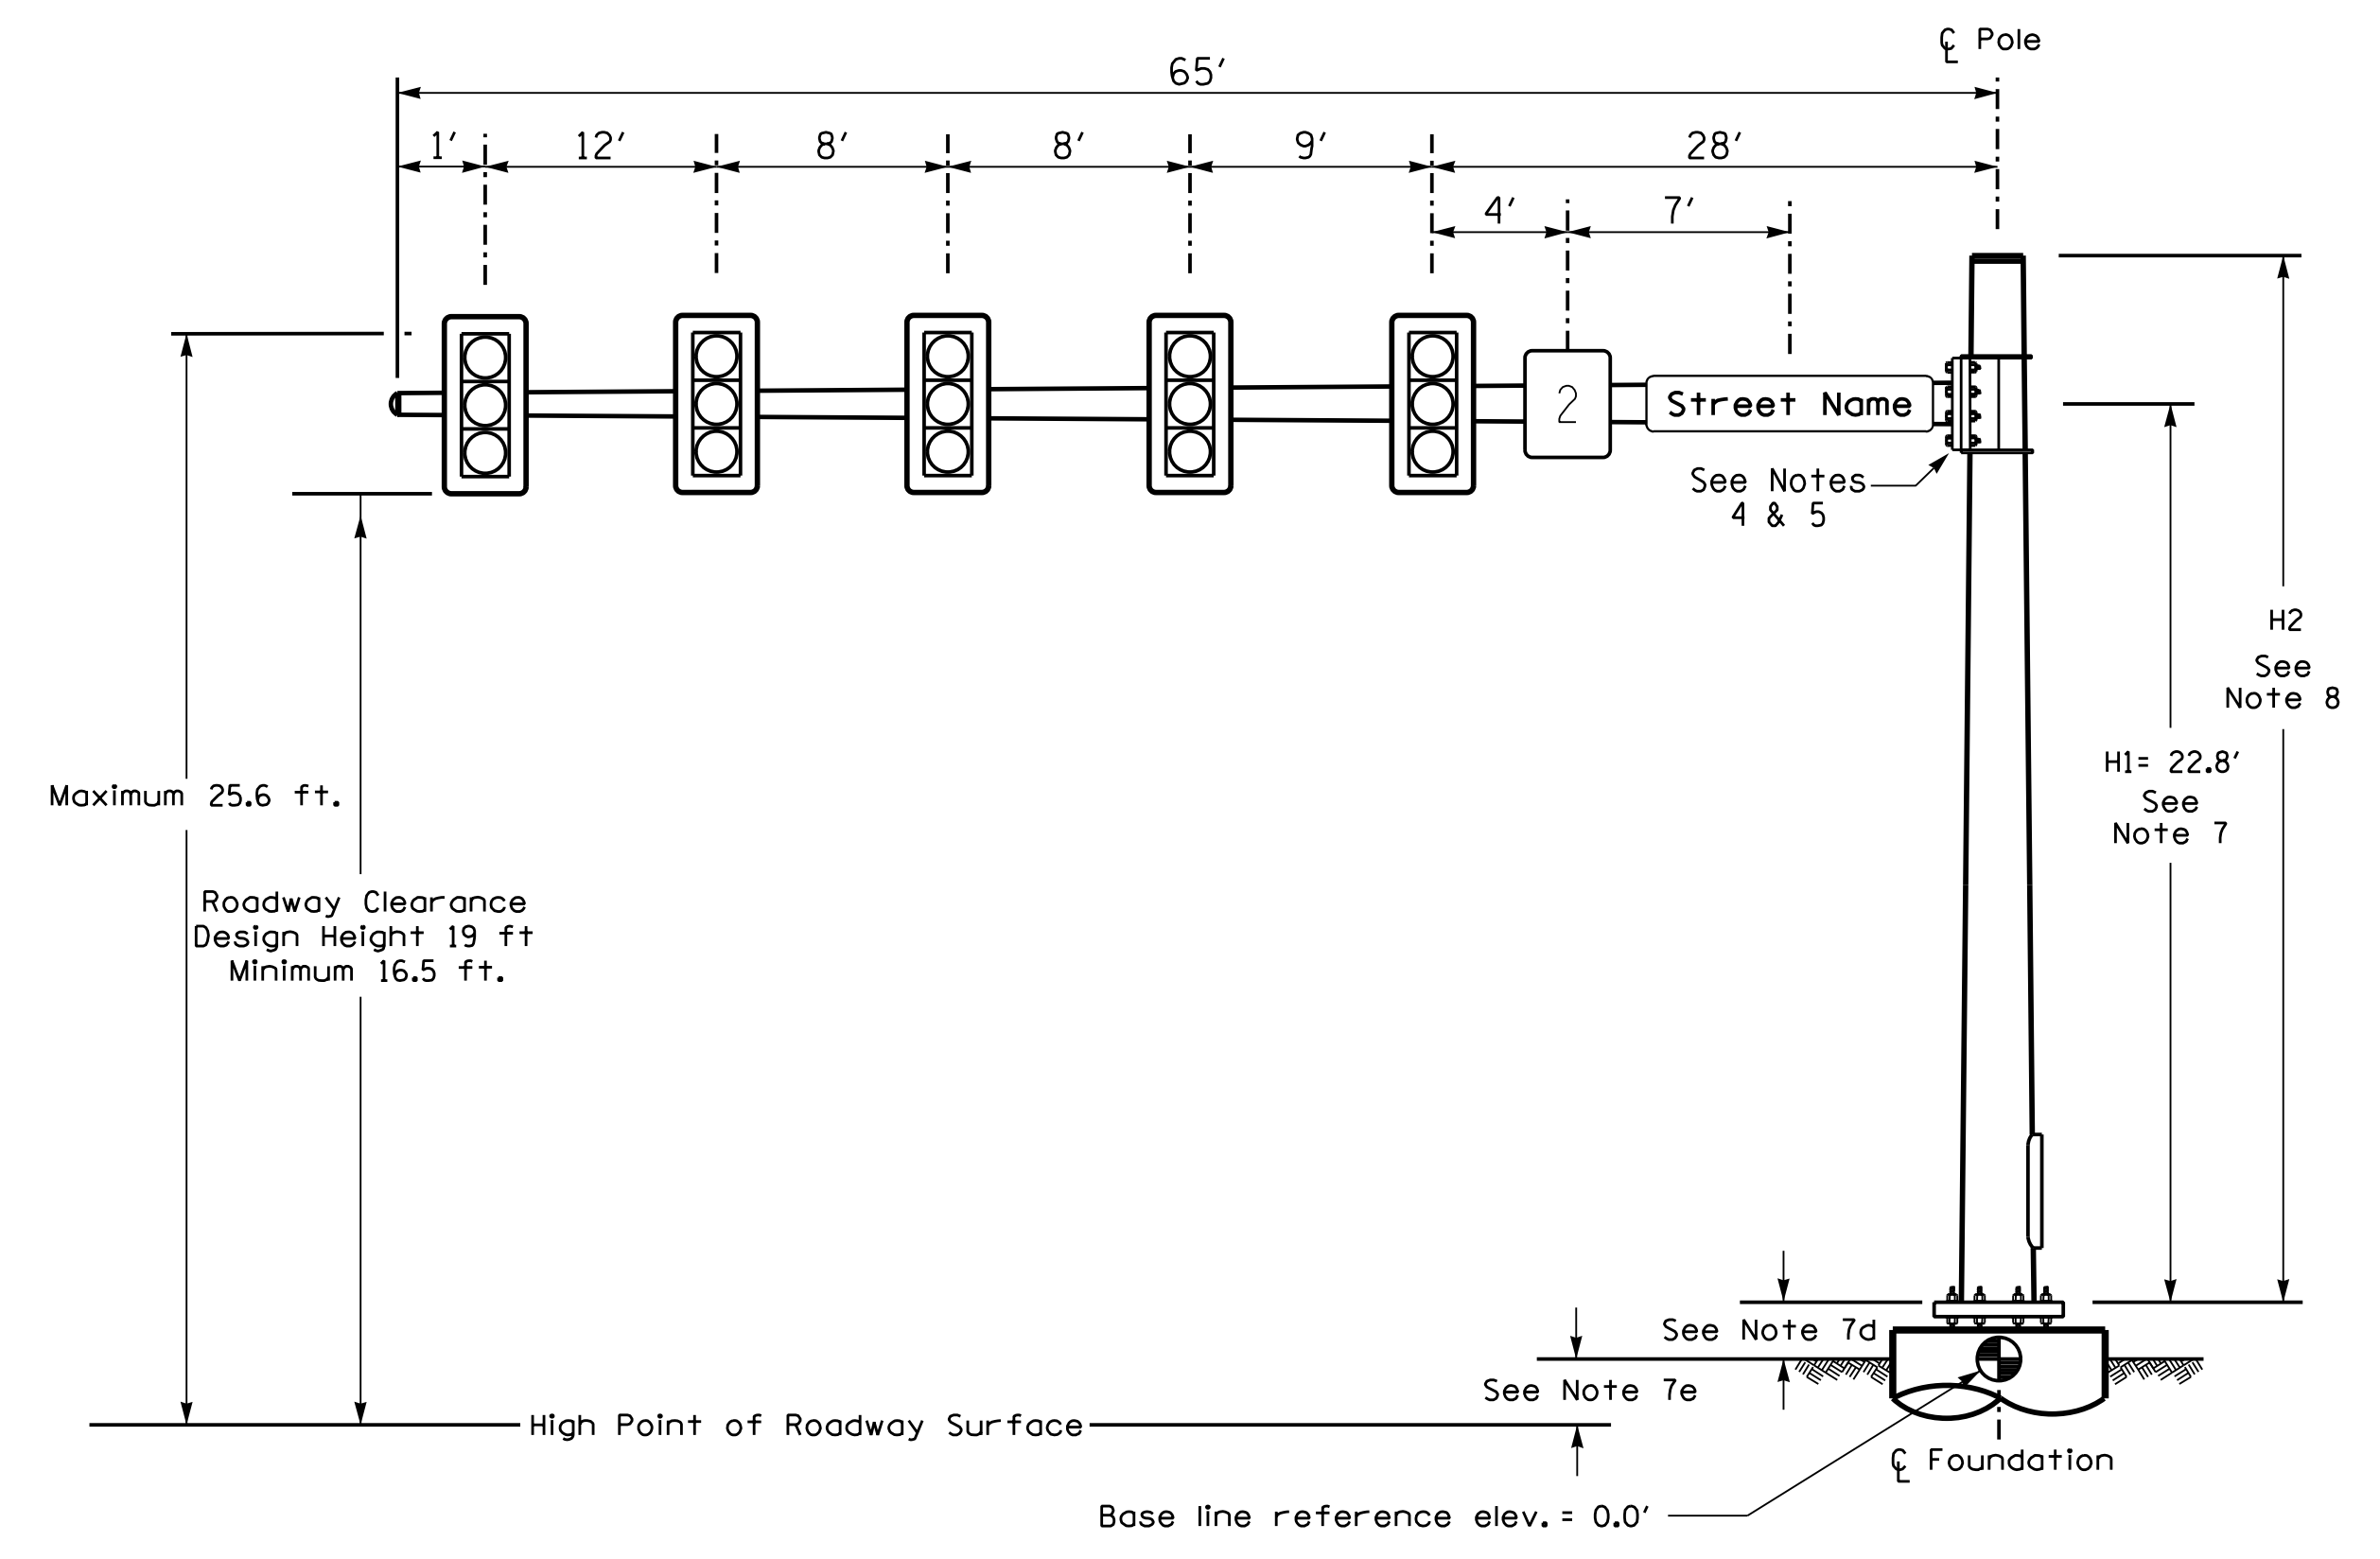 ℄ Pole
65'
1' 12' 8' 8' 9' 28'
4' 7'
2
Street Name
See Notes
4 & 5
H2
See
Note 8
H1= 22.8'
See
Note 7
Maximum 25.6 ft.
Roadway Clearance
Design Height 19 ft
Minimum 16.5 ft.
See Note 7d
See Note 7e
High Point of Roadway Surface
℄ Foundation
Base line reference elev. = 0.0'